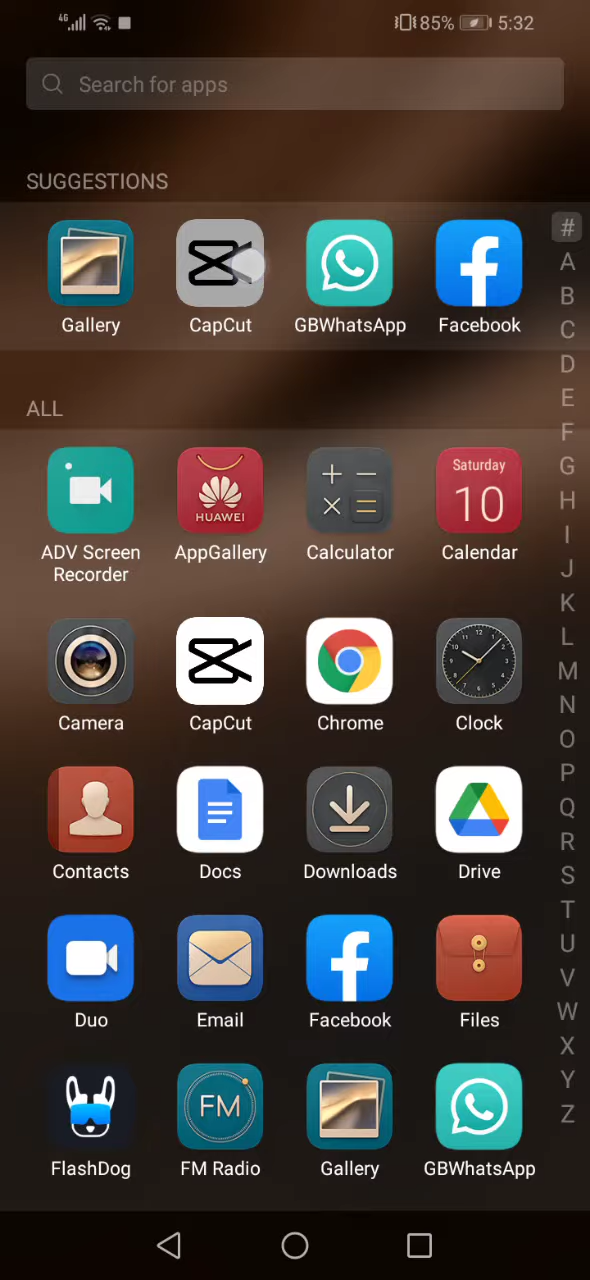 4G 85% 5:32
Search for apps
SUGGESTIONS
Gallery CapCut GBWhatsApp Facebook
ALL
Saturday
10
HUAWEI
ADV Screen Recorder AppGallery Calculator Calendar
Camera CapCut Chrome Clock
Contacts Docs Downloads Drive
Duo Email Facebook Files
FM
FlashDog FM Radio Gallery GBWhatsApp
#
A
B
C
D
E
F
G
H
I
J
K
L
M
N
O
P
Q
R
S
T
U
V
W
X
Y
Z